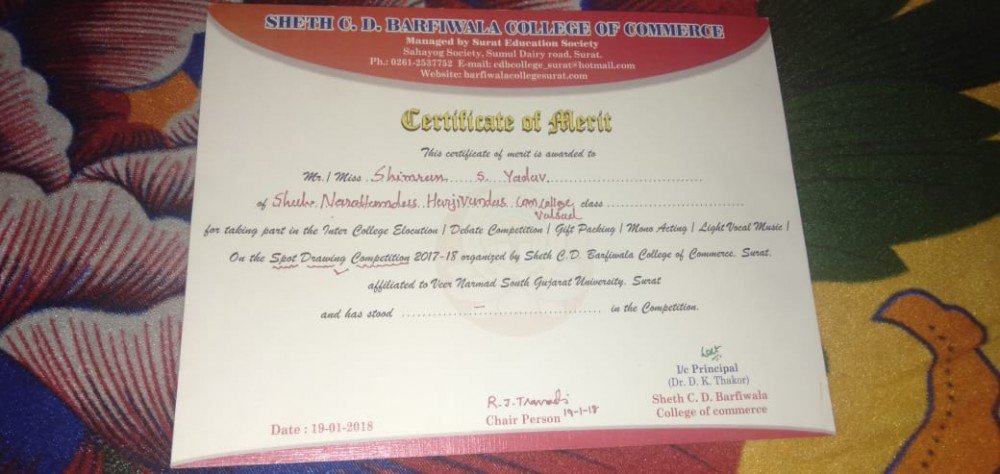 SHETH C. D. BARFIWALA COLLEGE OF COMMERCE
Managed by Surat Education Society
Sahayog Society, Sumul Dairy road, Surat.
Ph.: 0261-2537752 E-mail: cdbcollege_surat@hotmail.com
Website: barfiwalacollegesurat.com
Certificate of Merit
This certificate of merit is awarded to
Mr. / Miss Shimran S. Yadav
of Sheth Narottamdas Harjivandas Com College class
Valsad
for taking part in the Inter College Elocution / Debate Competition / Gift Packing / Mono Acting / Light Vocal Music /
On the Spot Drawing Competition 2017-18 organized by Sheth C.D. Barfiwala College of Commerce. Surat.
affiliated to Veer Narmad South Gujarat University. Surat
and has stood — in the Competition.
I/c Principal
(Dr. D. K. Thakor)
Sheth C. D. Barfiwala
College of commerce
R.J.
Chair Person 19-1-18
Date : 19-01-2018